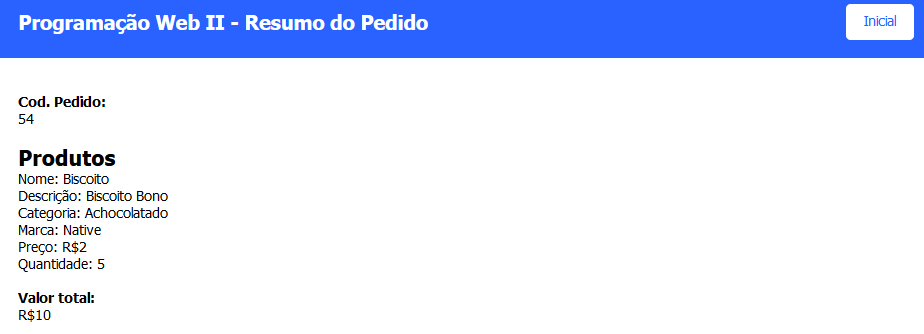 Programação Web II - Resumo do Pedido
Inicial
Cod. Pedido:
54
Produtos
Nome: Biscoito
Descrição: Biscoito Bono
Categoria: Achocolatado
Marca: Native
Preço: R$2
Quantidade: 5
Valor total:
R$10